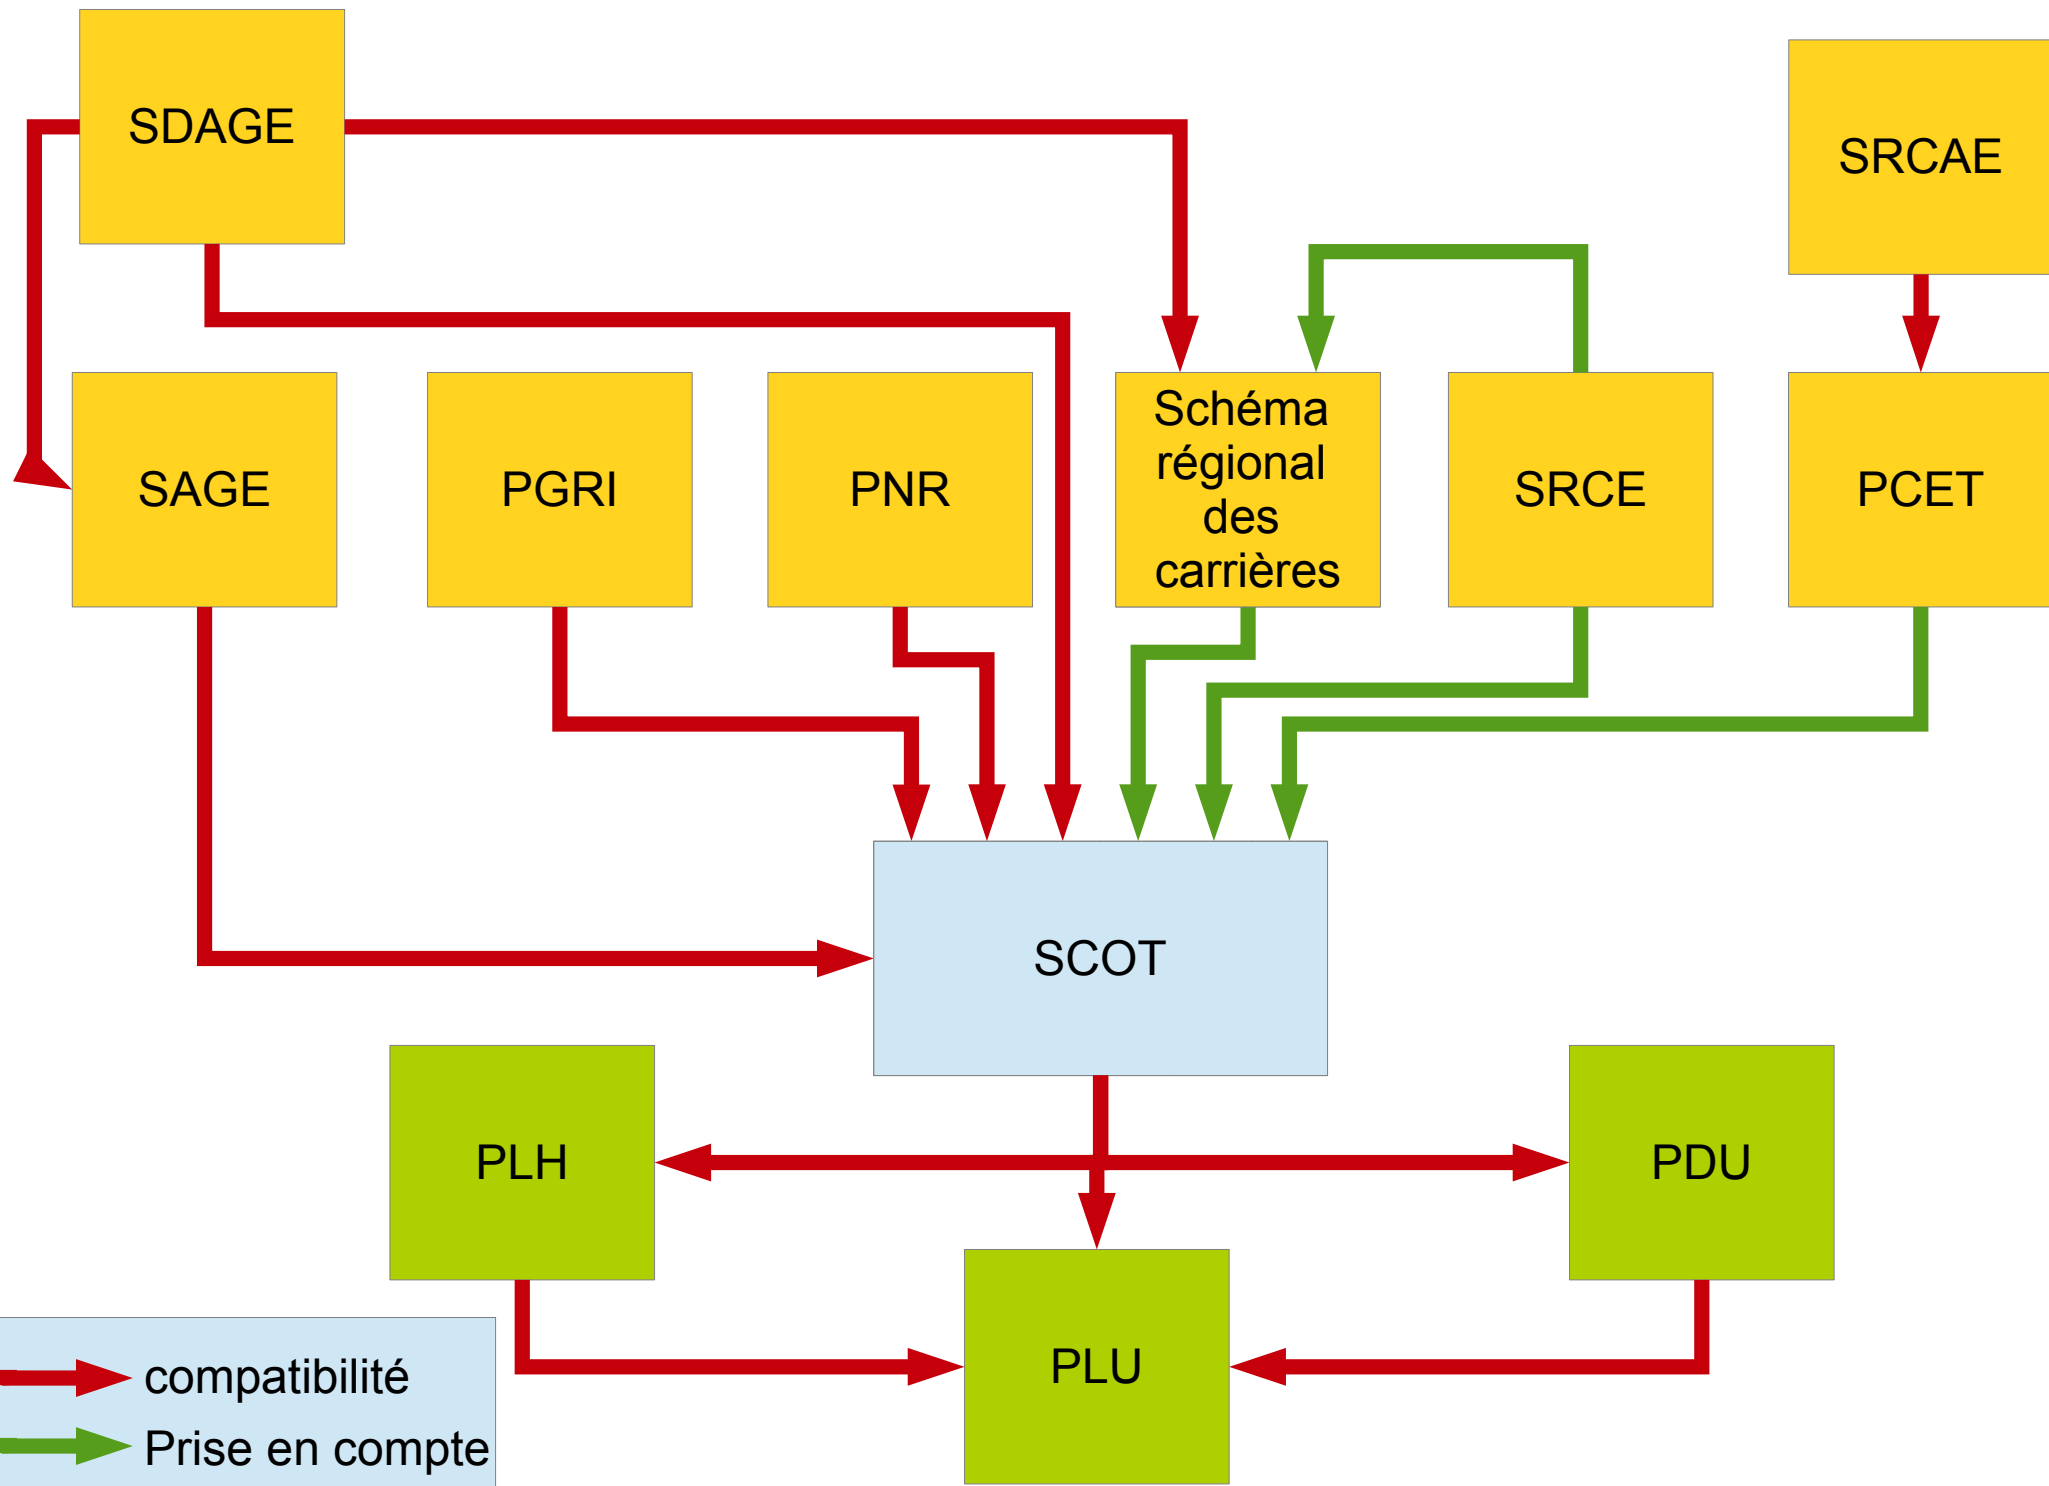 SDAGE
SRCAE
SAGE
PGRI
PNR
Schéma
régional
des
carrières
SRCE
PCET
SCOT
PLH
PDU
PLU
compatibilité
Prise en compte